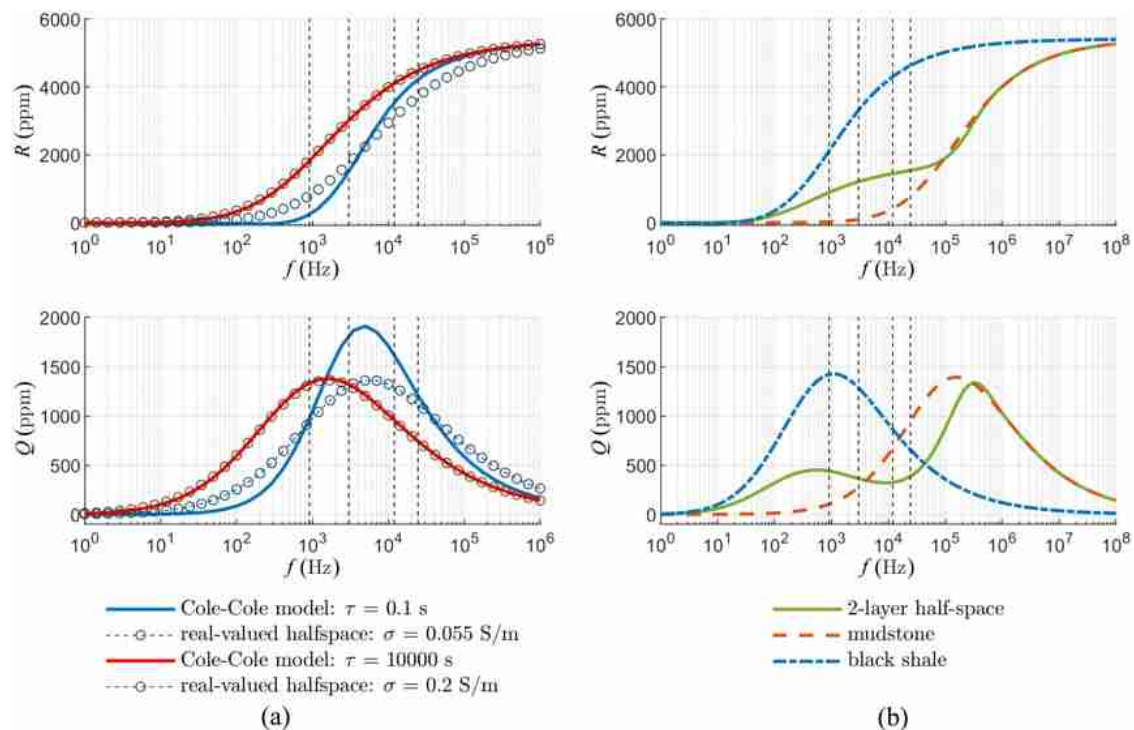 6000
4000
2000
0
R (ppm)
10^0 10^1 10^2 10^3 10^4 10^5 10^6
f (Hz)
6000
4000
2000
0
R (ppm)
10^0 10^1 10^2 10^3 10^4 10^5 10^6 10^7 10^8
f (Hz)
2000
1500
1000
500
0
Q (ppm)
10^0 10^1 10^2 10^3 10^4 10^5 10^6
f (Hz)
2000
1500
1000
500
0
Q (ppm)
10^0 10^1 10^2 10^3 10^4 10^5 10^6 10^7 10^8
f (Hz)
Cole-Cole model: τ = 0.1 s
real-valued halfspace: σ = 0.055 S/m
Cole-Cole model: τ = 10000 s
real-valued halfspace: σ = 0.2 S/m
(a)
2-layer half-space
mudstone
black shale
(b)